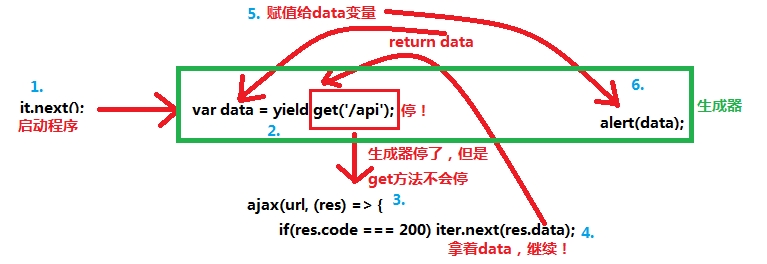 5. 赋值给data变量
return data
1.
it.next():
启动程序
var data = yield get('/api'); 停！
2.
6.
alert(data);
生成器
生成器停了，但是
get方法不会停
ajax(url, (res) => { 3.
if(res.code === 200) iter.next(res.data); 4.
拿着data，继续！